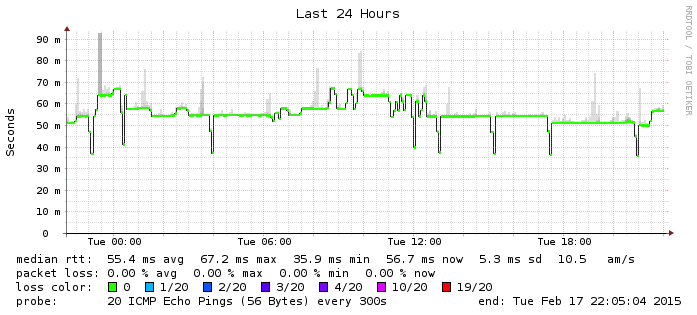 Last 24 Hours
RRDTOOL / TOBI OETIKER
Seconds
90 m
80 m
70 m
60 m
50 m
40 m
30 m
20 m
10 m
0
Tue 00:00 Tue 06:00 Tue 12:00 Tue 18:00
median rtt: 55.4 ms avg 67.2 ms max 35.9 ms min 56.7 ms now 5.3 ms sd 10.5 am/s
packet loss: 0.00 % avg 0.00 % max 0.00 % min 0.00 % now
loss color: 0 1/20 2/20 3/20 4/20 10/20 19/20
probe: 20 ICMP Echo Pings (56 Bytes) every 300s end: Tue Feb 17 22:05:04 2015